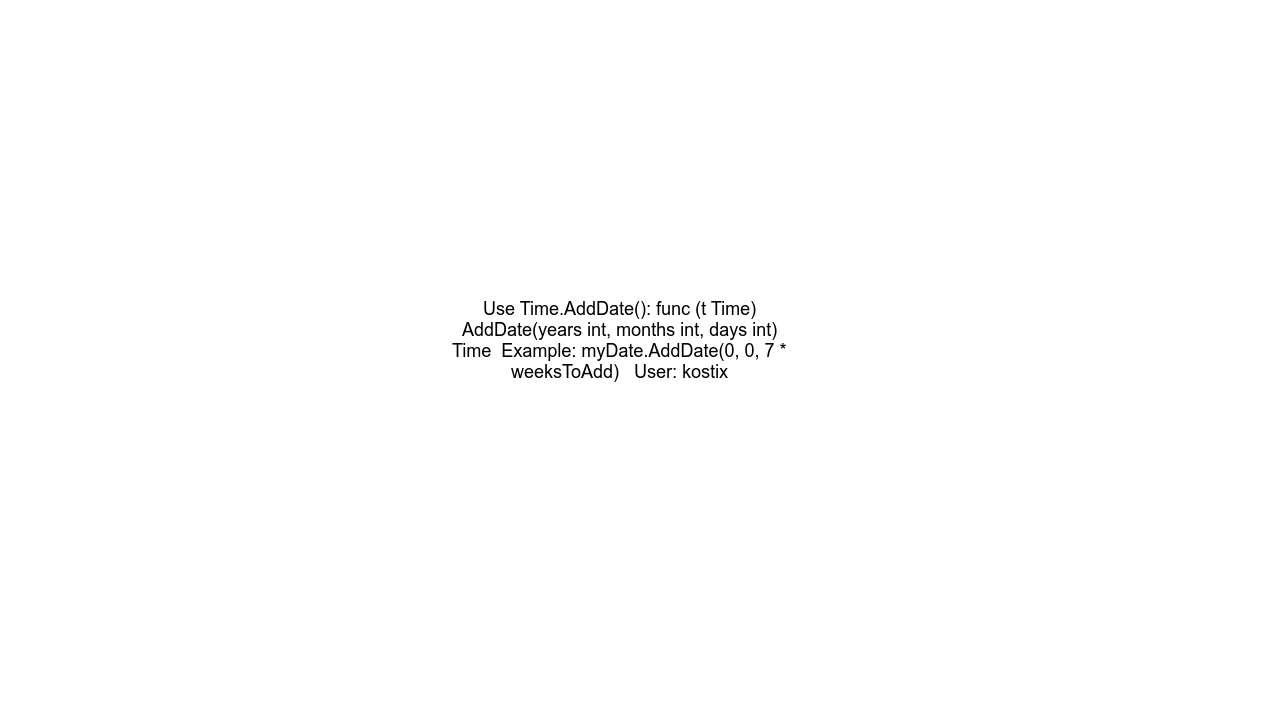 Use Time.AddDate(): func (t Time)
AddDate(years int, months int, days int)
Time  Example: myDate.AddDate(0, 0, 7 *
weeksToAdd)   User: kostix